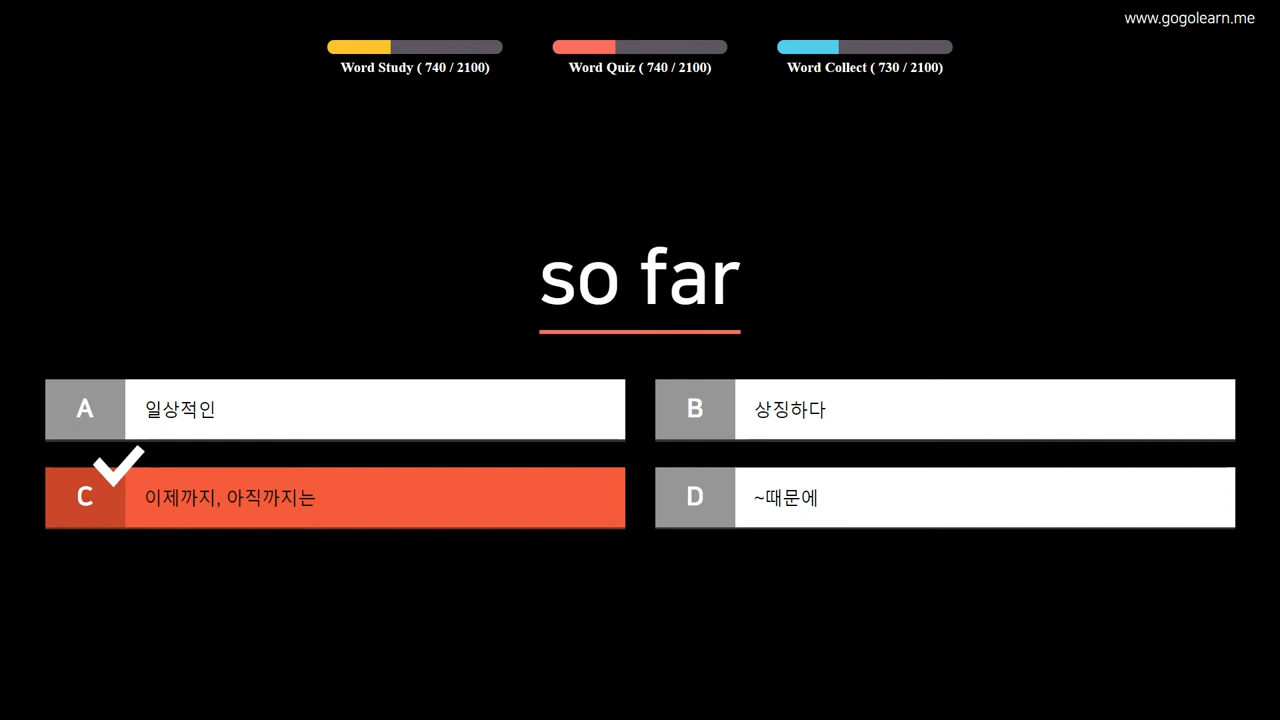 www.gogolearn.me
Word Study ( 740 / 2100)
Word Quiz ( 740 / 2100)
Word Collect ( 730 / 2100)
so far
A 일상적인
B 상징하다
C 이제까지, 아직까지는
D ~때문에